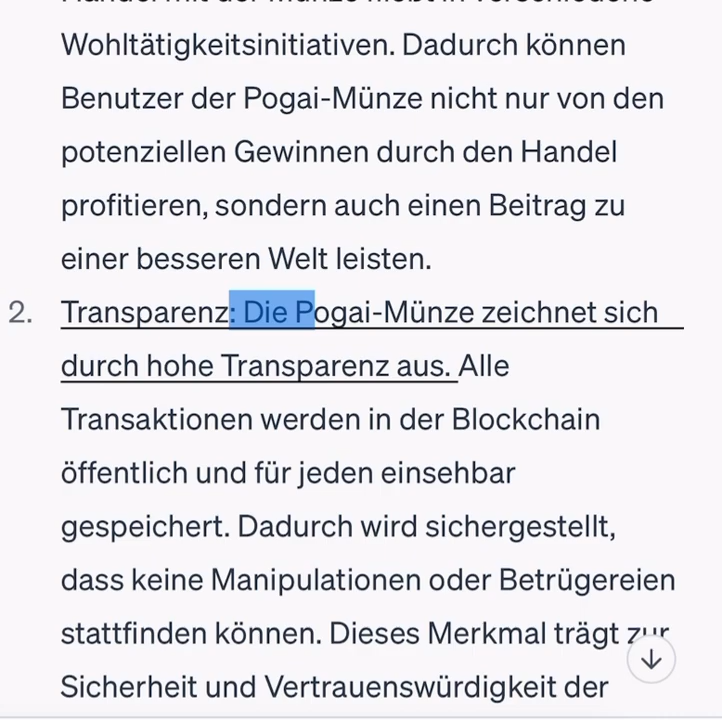 Wohltätigkeitsinitiativen. Dadurch können
Benutzer der Pogai-Münze nicht nur von den
potenziellen Gewinnen durch den Handel
profitieren, sondern auch einen Beitrag zu
einer besseren Welt leisten.
2. Transparenz: Die Pogai-Münze zeichnet sich
durch hohe Transparenz aus. Alle
Transaktionen werden in der Blockchain
öffentlich und für jeden einsehbar
gespeichert. Dadurch wird sichergestellt,
dass keine Manipulationen oder Betrügereien
stattfinden können. Dieses Merkmal trägt zur
Sicherheit und Vertrauenswürdigkeit der